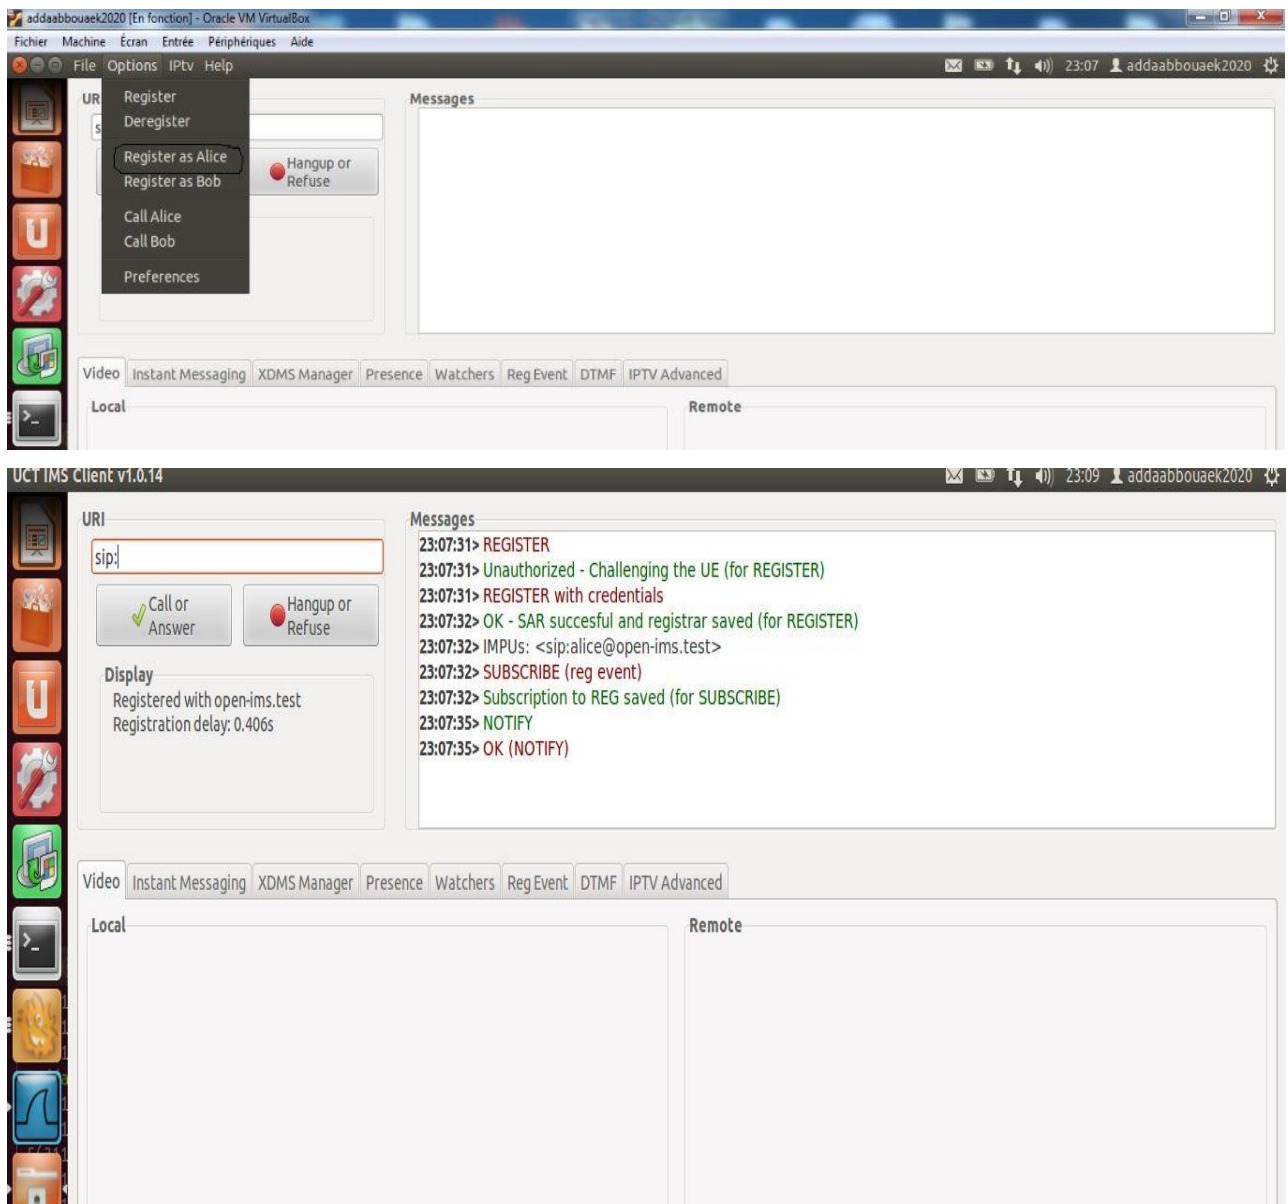 addaabbouaek2020 [En fonction] - Oracle VM VirtualBox
Fichier Machine Écran Entrée Périphériques Aide
File Options IPtv Help 23:07 addaabbouaek2020
UR
s
Register
Deregister
Register as Alice
Register as Bob
Call Alice
Call Bob
Preferences
Hangup or
Refuse
Messages
Video Instant Messaging XDMS Manager Presence Watchers Reg Event DTMF IPTV Advanced
Local Remote
UCT IMS Client v1.0.14 23:09 addaabbouaek2020
URI
sip:
Call or
Answer
Hangup or
Refuse
Display
Registered with open-ims.test
Registration delay: 0.406s
Messages
23:07:31> REGISTER
23:07:31> Unauthorized - Challenging the UE (for REGISTER)
23:07:31> REGISTER with credentials
23:07:32> OK - SAR succesful and registrar saved (for REGISTER)
23:07:32> IMPUs: <sip:alice@open-ims.test>
23:07:32> SUBSCRIBE (reg event)
23:07:32> Subscription to REG saved (for SUBSCRIBE)
23:07:35> NOTIFY
23:07:35> OK (NOTIFY)
Video Instant Messaging XDMS Manager Presence Watchers Reg Event DTMF IPTV Advanced
Local Remote